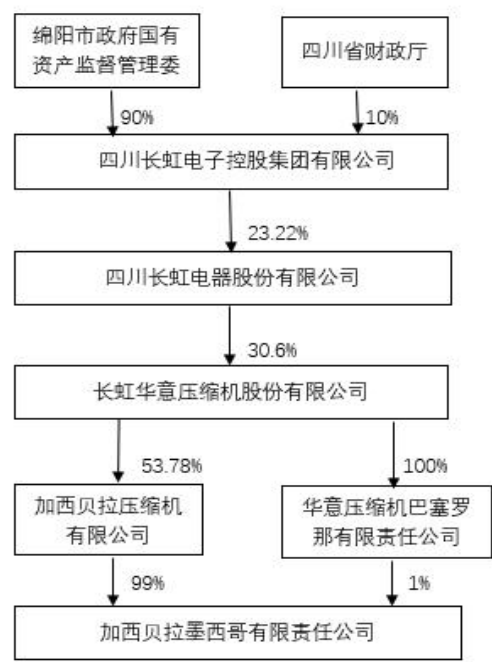 绵阳市政府国有
资产监督管理委
四川省财政厅
90%
10%
四川长虹电子控股集团有限公司
23.22%
四川长虹电器股份有限公司
30.6%
长虹华意压缩机股份有限公司
53.78%
100%
加西贝拉压缩机
有限公司
华意压缩机巴塞罗
那有限责任公司
99%
1%
加西贝拉墨西哥有限责任公司